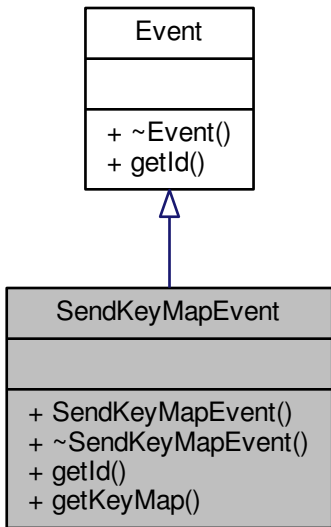 Event
+ ~Event()
+ getId()
SendKeyMapEvent
+ SendKeyMapEvent()
+ ~SendKeyMapEvent()
+ getId()
+ getKeyMap()